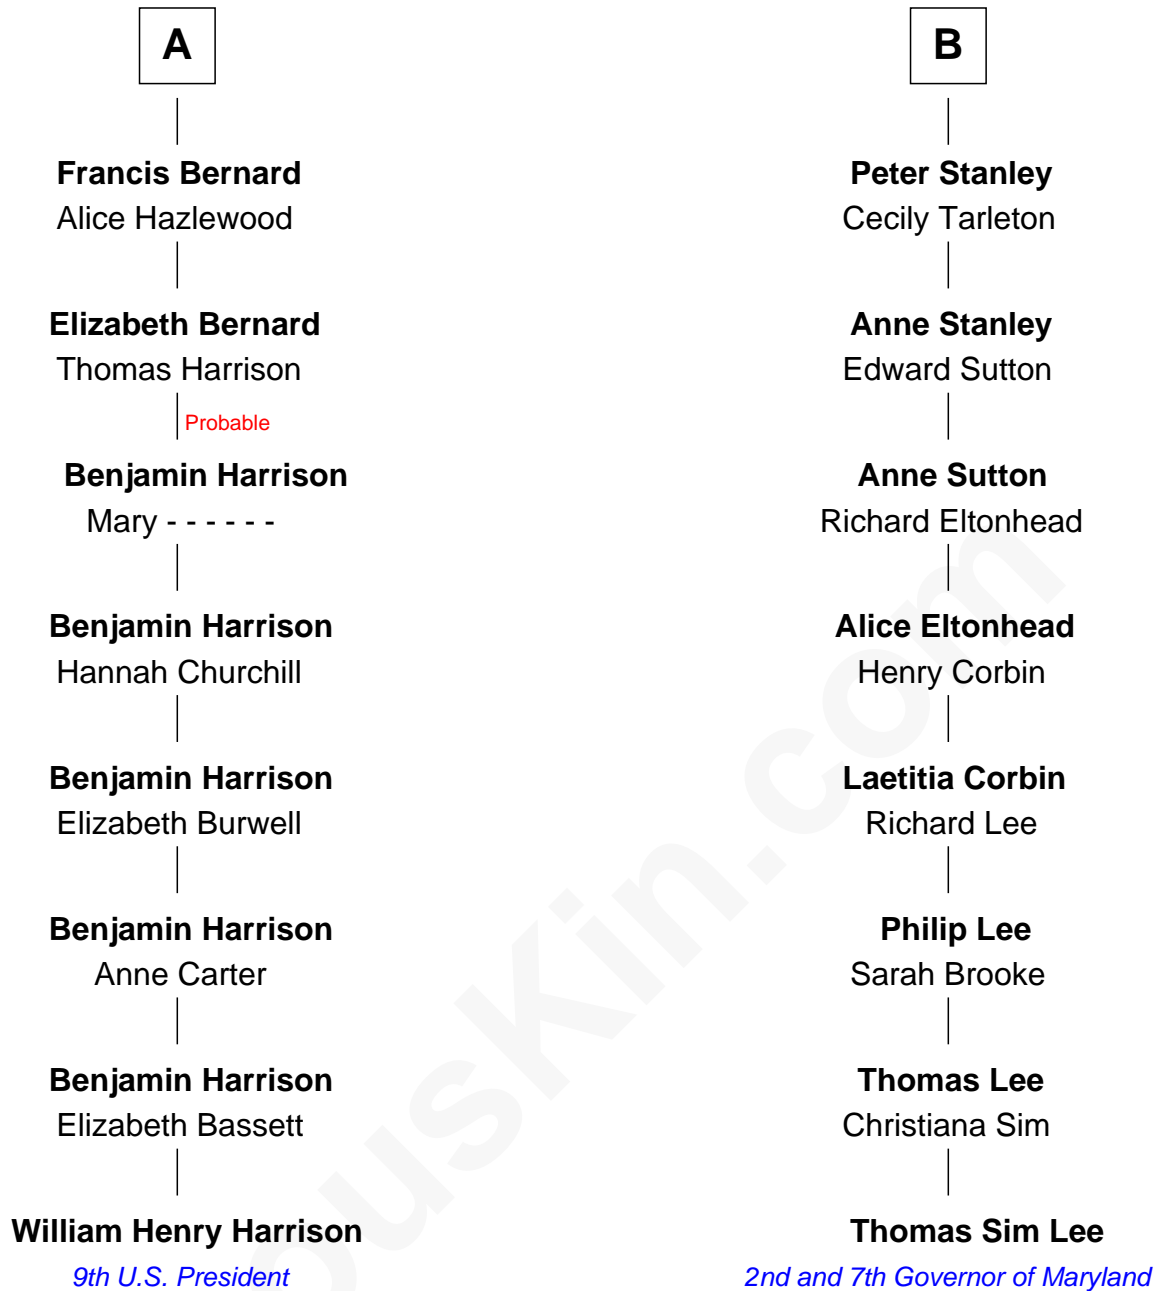 A
Francis Bernard
Alice Hazlewood
Elizabeth Bernard
Thomas Harrison
Probable
Benjamin Harrison
Mary - - - - - -
Benjamin Harrison
Hannah Churchill
Benjamin Harrison
Elizabeth Burwell
Benjamin Harrison
Anne Carter
Benjamin Harrison
Elizabeth Bassett
William Henry Harrison
9th U.S. President
B
Peter Stanley
Cecily Tarleton
Anne Stanley
Edward Sutton
Anne Sutton
Richard Eltonhead
Alice Eltonhead
Henry Corbin
Laetitia Corbin
Richard Lee
Philip Lee
Sarah Brooke
Thomas Lee
Christiana Sim
Thomas Sim Lee
2nd and 7th Governor of Maryland
ousKin.com